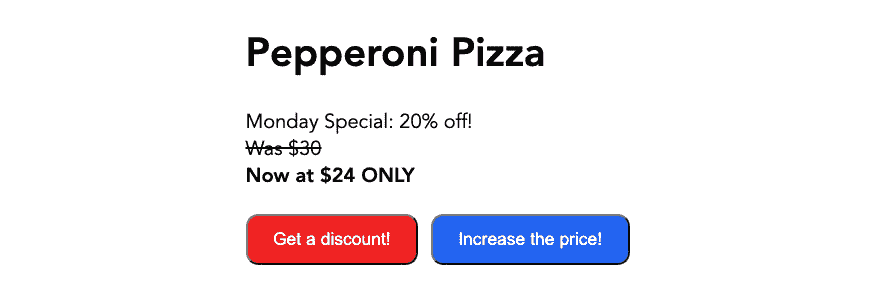 Pepperoni Pizza
Monday Special: 20% off!
Was $30
Now at $24 ONLY
Get a discount! Increase the price!